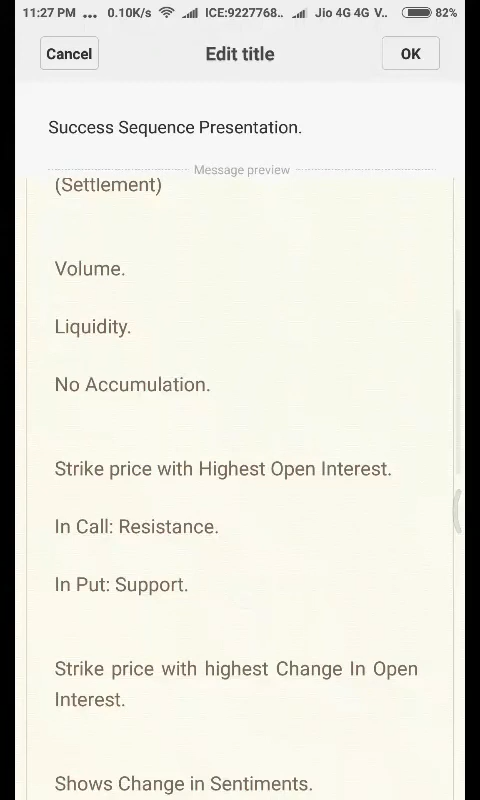 11:27 PM ... 0.10K/s ICE:9227768.. Jio 4G 4G V.. 82%
Cancel Edit title OK
Success Sequence Presentation.
Message preview
(Settlement)
Volume.
Liquidity.
No Accumulation.
Strike price with Highest Open Interest.
In Call: Resistance.
In Put: Support.
Strike price with highest Change In Open
Interest.
Shows Change in Sentiments.